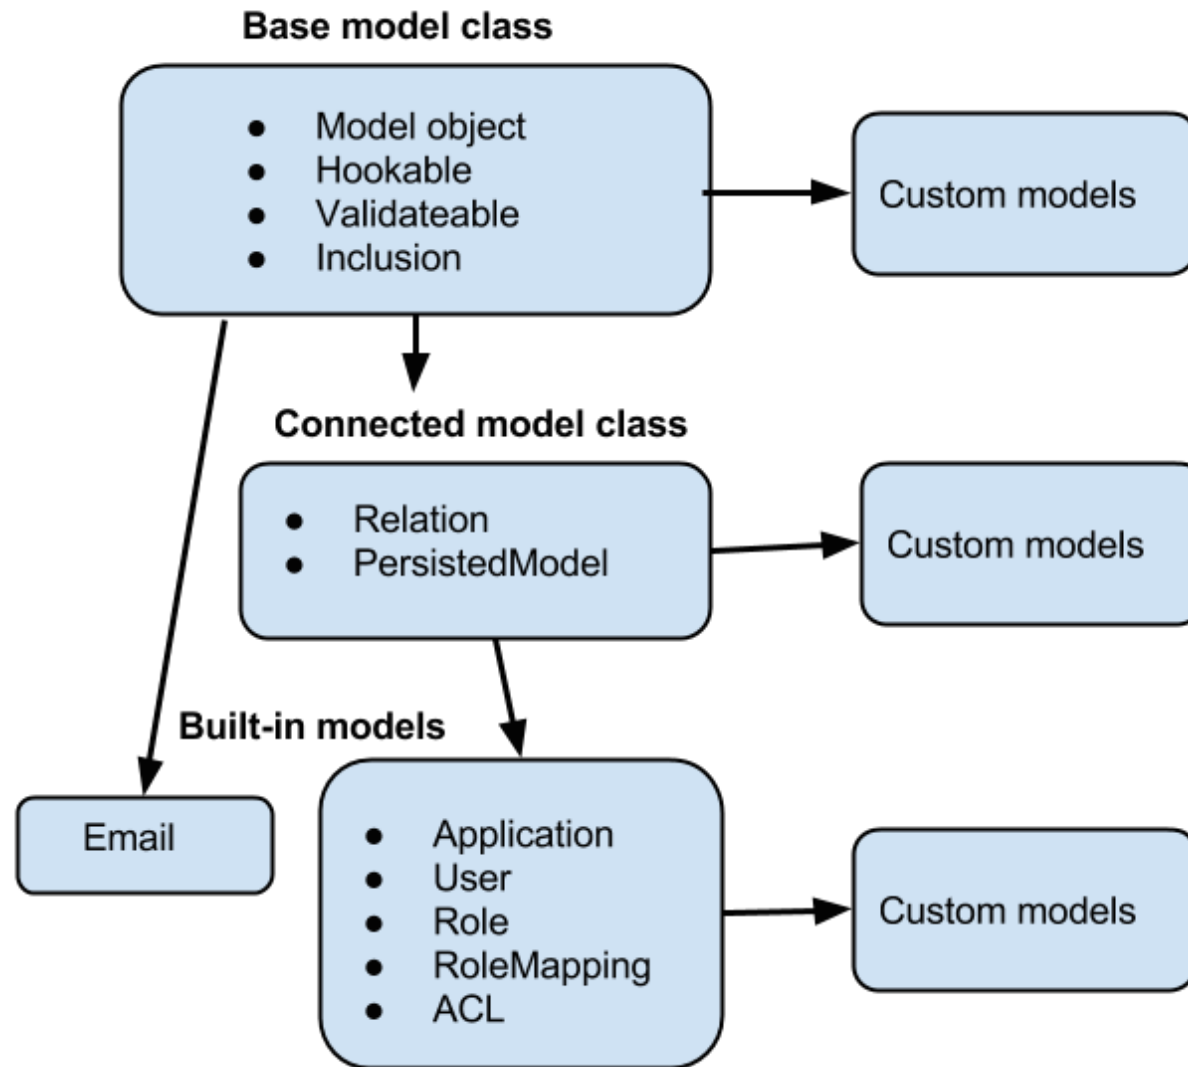 Base model class
● Model object
● Hookable
● Validateable
● Inclusion
Custom models
Connected model class
● Relation
● PersistedModel
Custom models
Built-in models
Email
● Application
● User
● Role
● RoleMapping
● ACL
Custom models